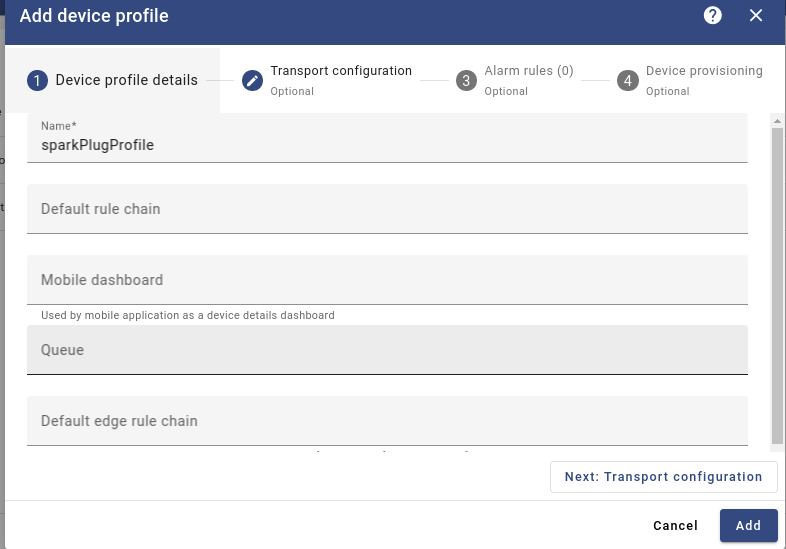 Add device profile
?
1 Device profile details
Transport configuration
Optional
3 Alarm rules (0)
Optional
4 Device provisioning
Optional
Name*
sparkPlugProfile
Default rule chain
Mobile dashboard
Used by mobile application as a device details dashboard
Queue
Default edge rule chain
Next: Transport configuration
Cancel
Add